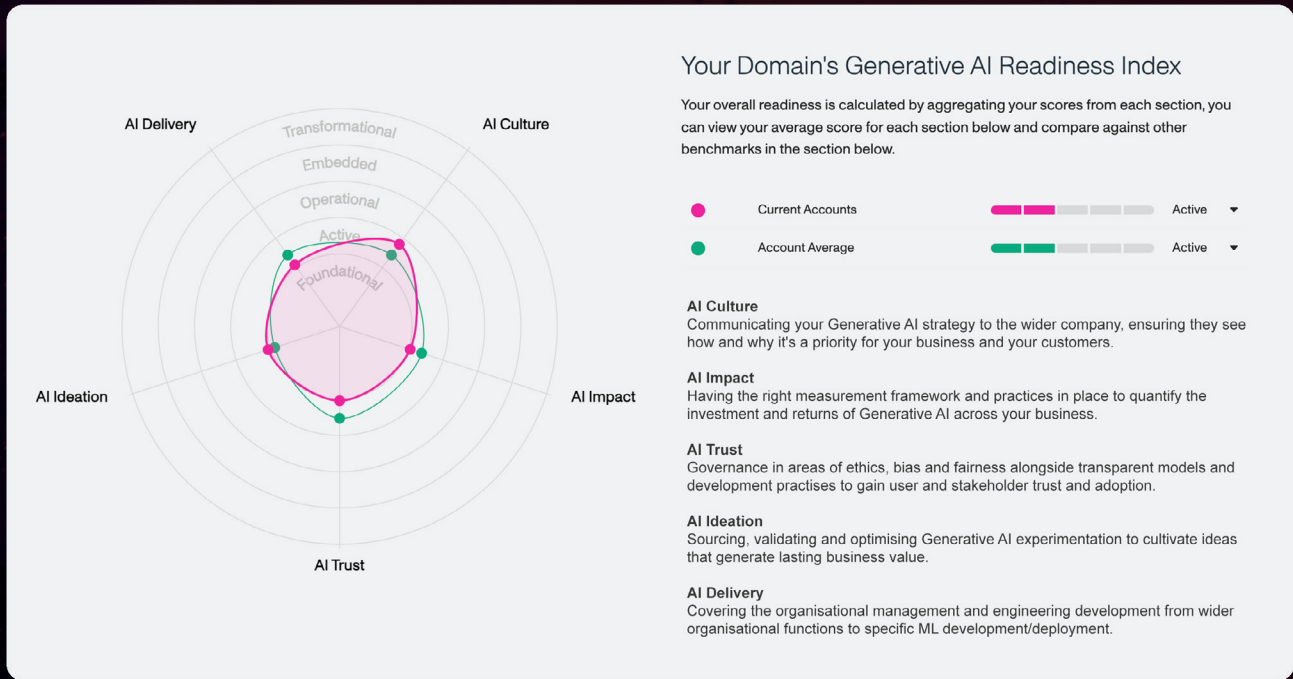 Your Domain's Generative AI Readiness Index
Your overall readiness is calculated by aggregating your scores from each section, you
can view your average score for each section below and compare against other
benchmarks in the section below.
AI Delivery
AI Culture
Transformational
Embedded
Operational
Active
Foundational
AI Ideation
AI Impact
AI Trust
Current Accounts
Active
Account Average
Active
AI Culture
Communicating your Generative AI strategy to the wider company, ensuring they see
how and why it's a priority for your business and your customers.
AI Impact
Having the right measurement framework and practices in place to quantify the
investment and returns of Generative AI across your business.
AI Trust
Governance in areas of ethics, bias and fairness alongside transparent models and
development practises to gain user and stakeholder trust and adoption.
AI Ideation
Sourcing, validating and optimising Generative AI experimentation to cultivate ideas
that generate lasting business value.
AI Delivery
Covering the organisational management and engineering development from wider
organisational functions to specific ML development/deployment.